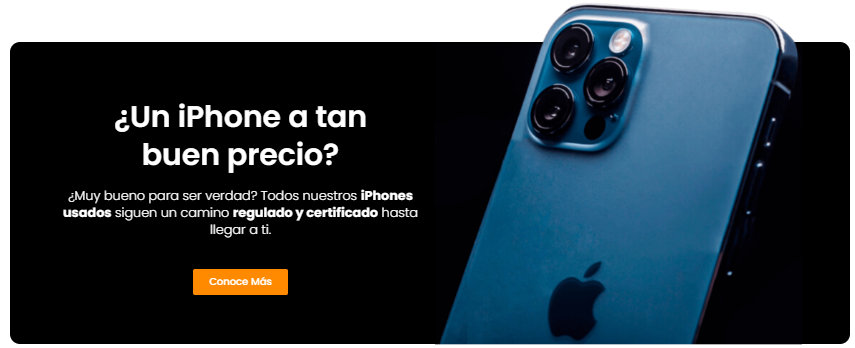 ¿Un iPhone a tan
buen precio?
¿Muy bueno para ser verdad? Todos nuestros iPhones
usados siguen un camino regulado y certificado hasta
llegar a ti.
Conoce Más